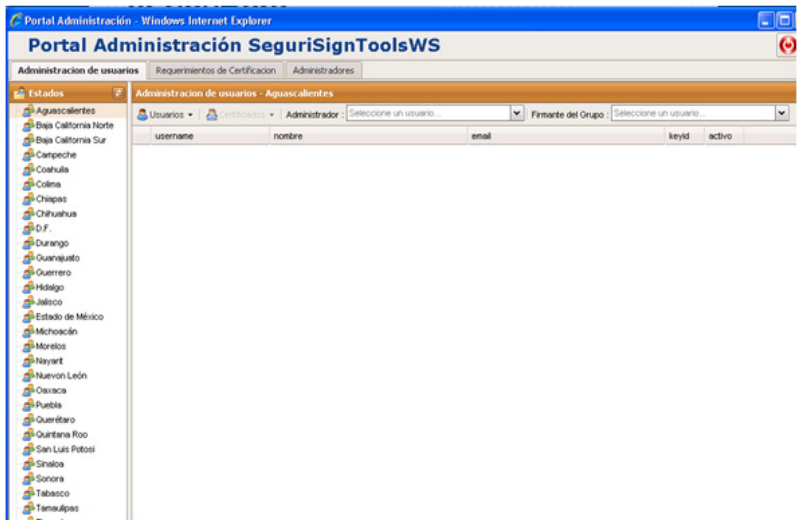 Portal Administración - Windows Internet Explorer
Portal Administración SeguriSignToolsWS
Administracion de usuarios Requerimientos de Certificacion Administradores
Estados
Administracion de usuarios - Aguascalientes
Usuarios Certificados Administrador : Seleccione un usuario... Firmante del Grupo : Seleccione un usuario...
username nombre email keyid activo
Aguascalientes
Baja California Norte
Baja California Sur
Campeche
Coahuila
Colima
Chiapas
Chihuahua
D.F.
Durango
Guanajuato
Guerrero
Hidalgo
Jalisco
Estado de México
Michoacán
Morelos
Nayarit
Nuevon León
Oaxaca
Puebla
Querétaro
Quintana Roo
San Luis Potosi
Sinaloa
Sonora
Tabasco
Tamaulipas